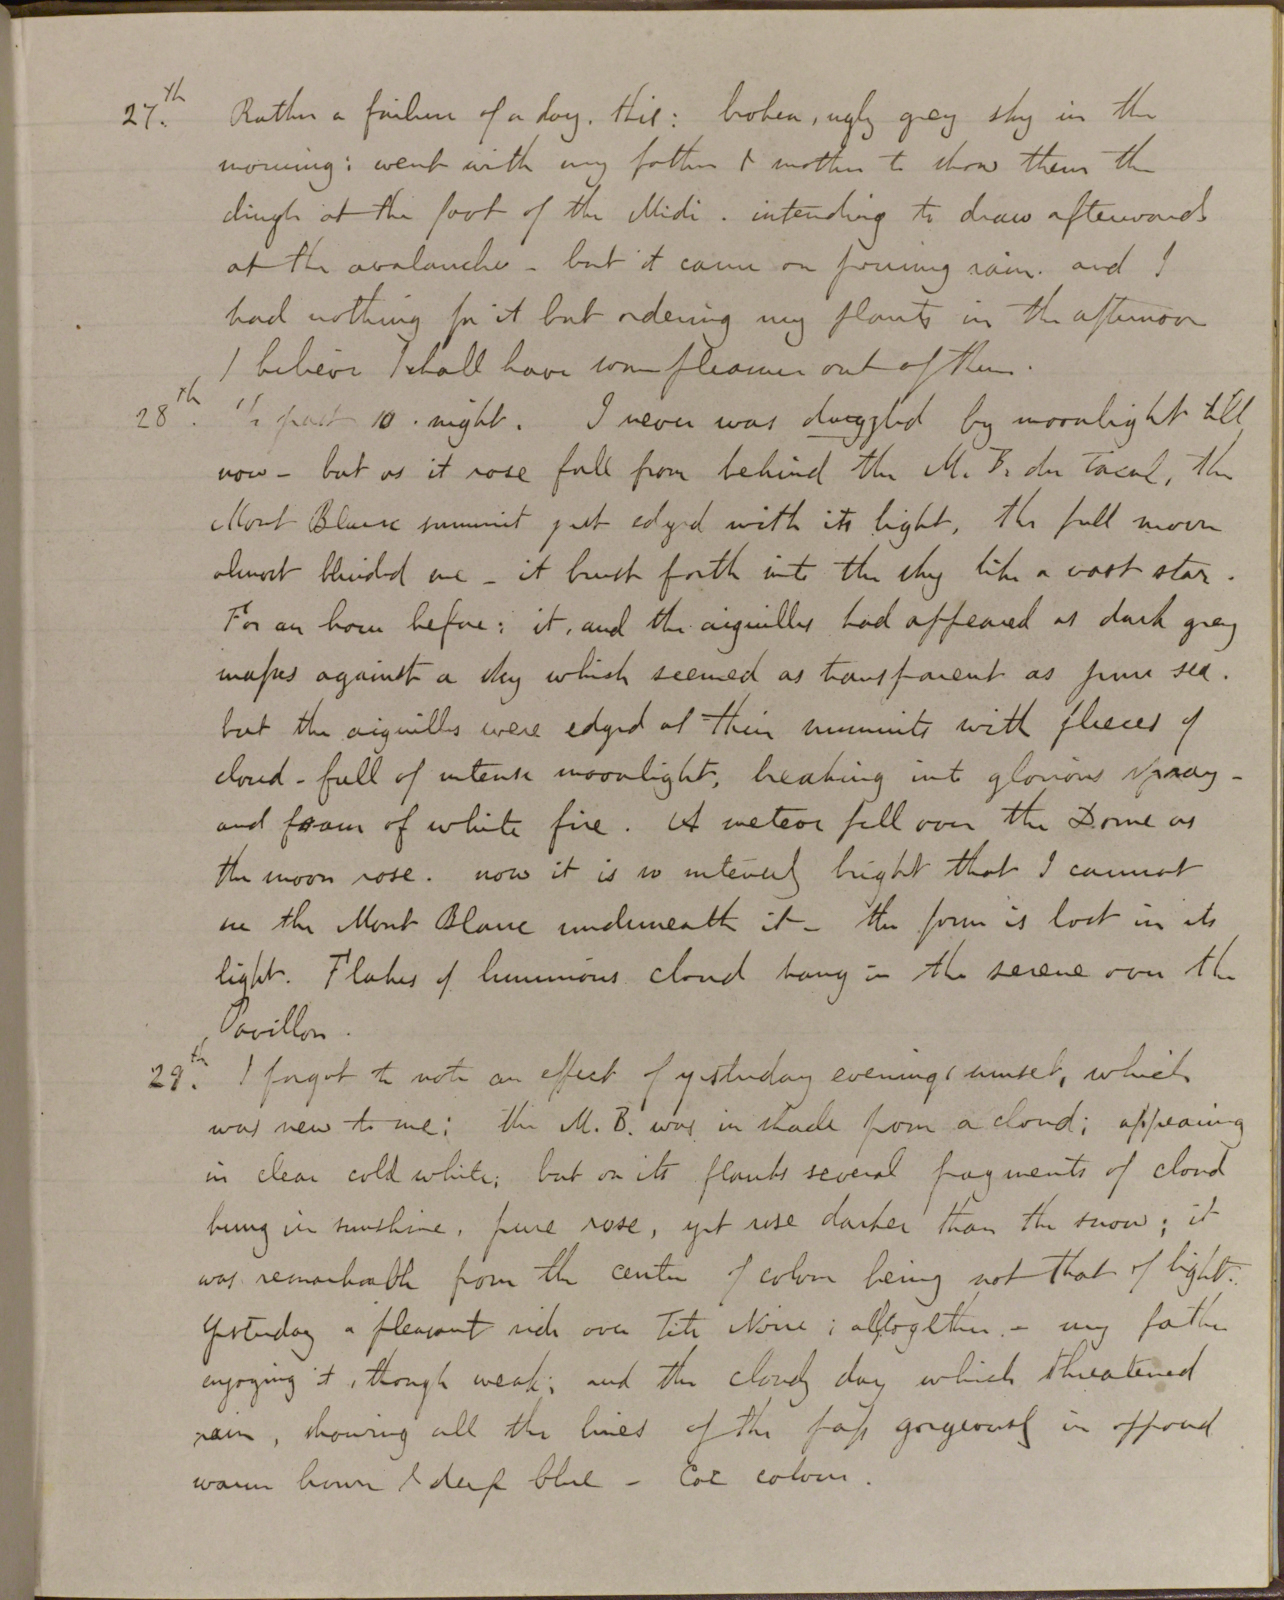 27.th Rather a failure of a day. this: broken, ugly grey sky in the
morning: went with my father & mother to show them the
dingle at the foot of the Midi. intending to draw afterwards
at the avalanche - but it came on pouring rain. and I
had nothing for it but ordering my plants in the afternoon
I believe I shall have some pleasure out of them.
28th. 1/2 past 10. night. I never was dazzled by moonlight till
now - but as it rose full from behind the M. B. du Tacul, the
Mont Blanc summit just edged with its light, the full moon
almost blinded me - it burst forth into the sky like a vast star.
For an hour before: it, and the aiguilles had appeared as dark grey
masses against a sky which seemed as transparent as pure sea.
but the aiguilles were edged at their summits with fleeces of
cloud - full of intense moonlight, breaking into glorious spray -
and foam of white fire. A meteor fell over the Dome as
the moon rose. now it is so intensely bright that I cannot
see the Mont Blanc underneath it - the form is lost in its
light. Flakes of luminous cloud hang in the serene over the
Pavillon.
29.th I forgot to note an effect of yesterday evenings sunset, which
was new to me; the M. B. was in shade from a cloud; appearing
in clear cold white; but on its flanks several fragments of cloud
hung in sunshine, pure rose, yet rose darker than the snow; it
was remarkable from the center of colour being not that of light.
Yesterday a pleasant ride over Tete Noire; altogether. - my father
enjoying it, though weak; and the cloudy day which threatened
rain, showing all the lines of the pass gorgeously in opposed
warm brown & deep blue - colour.